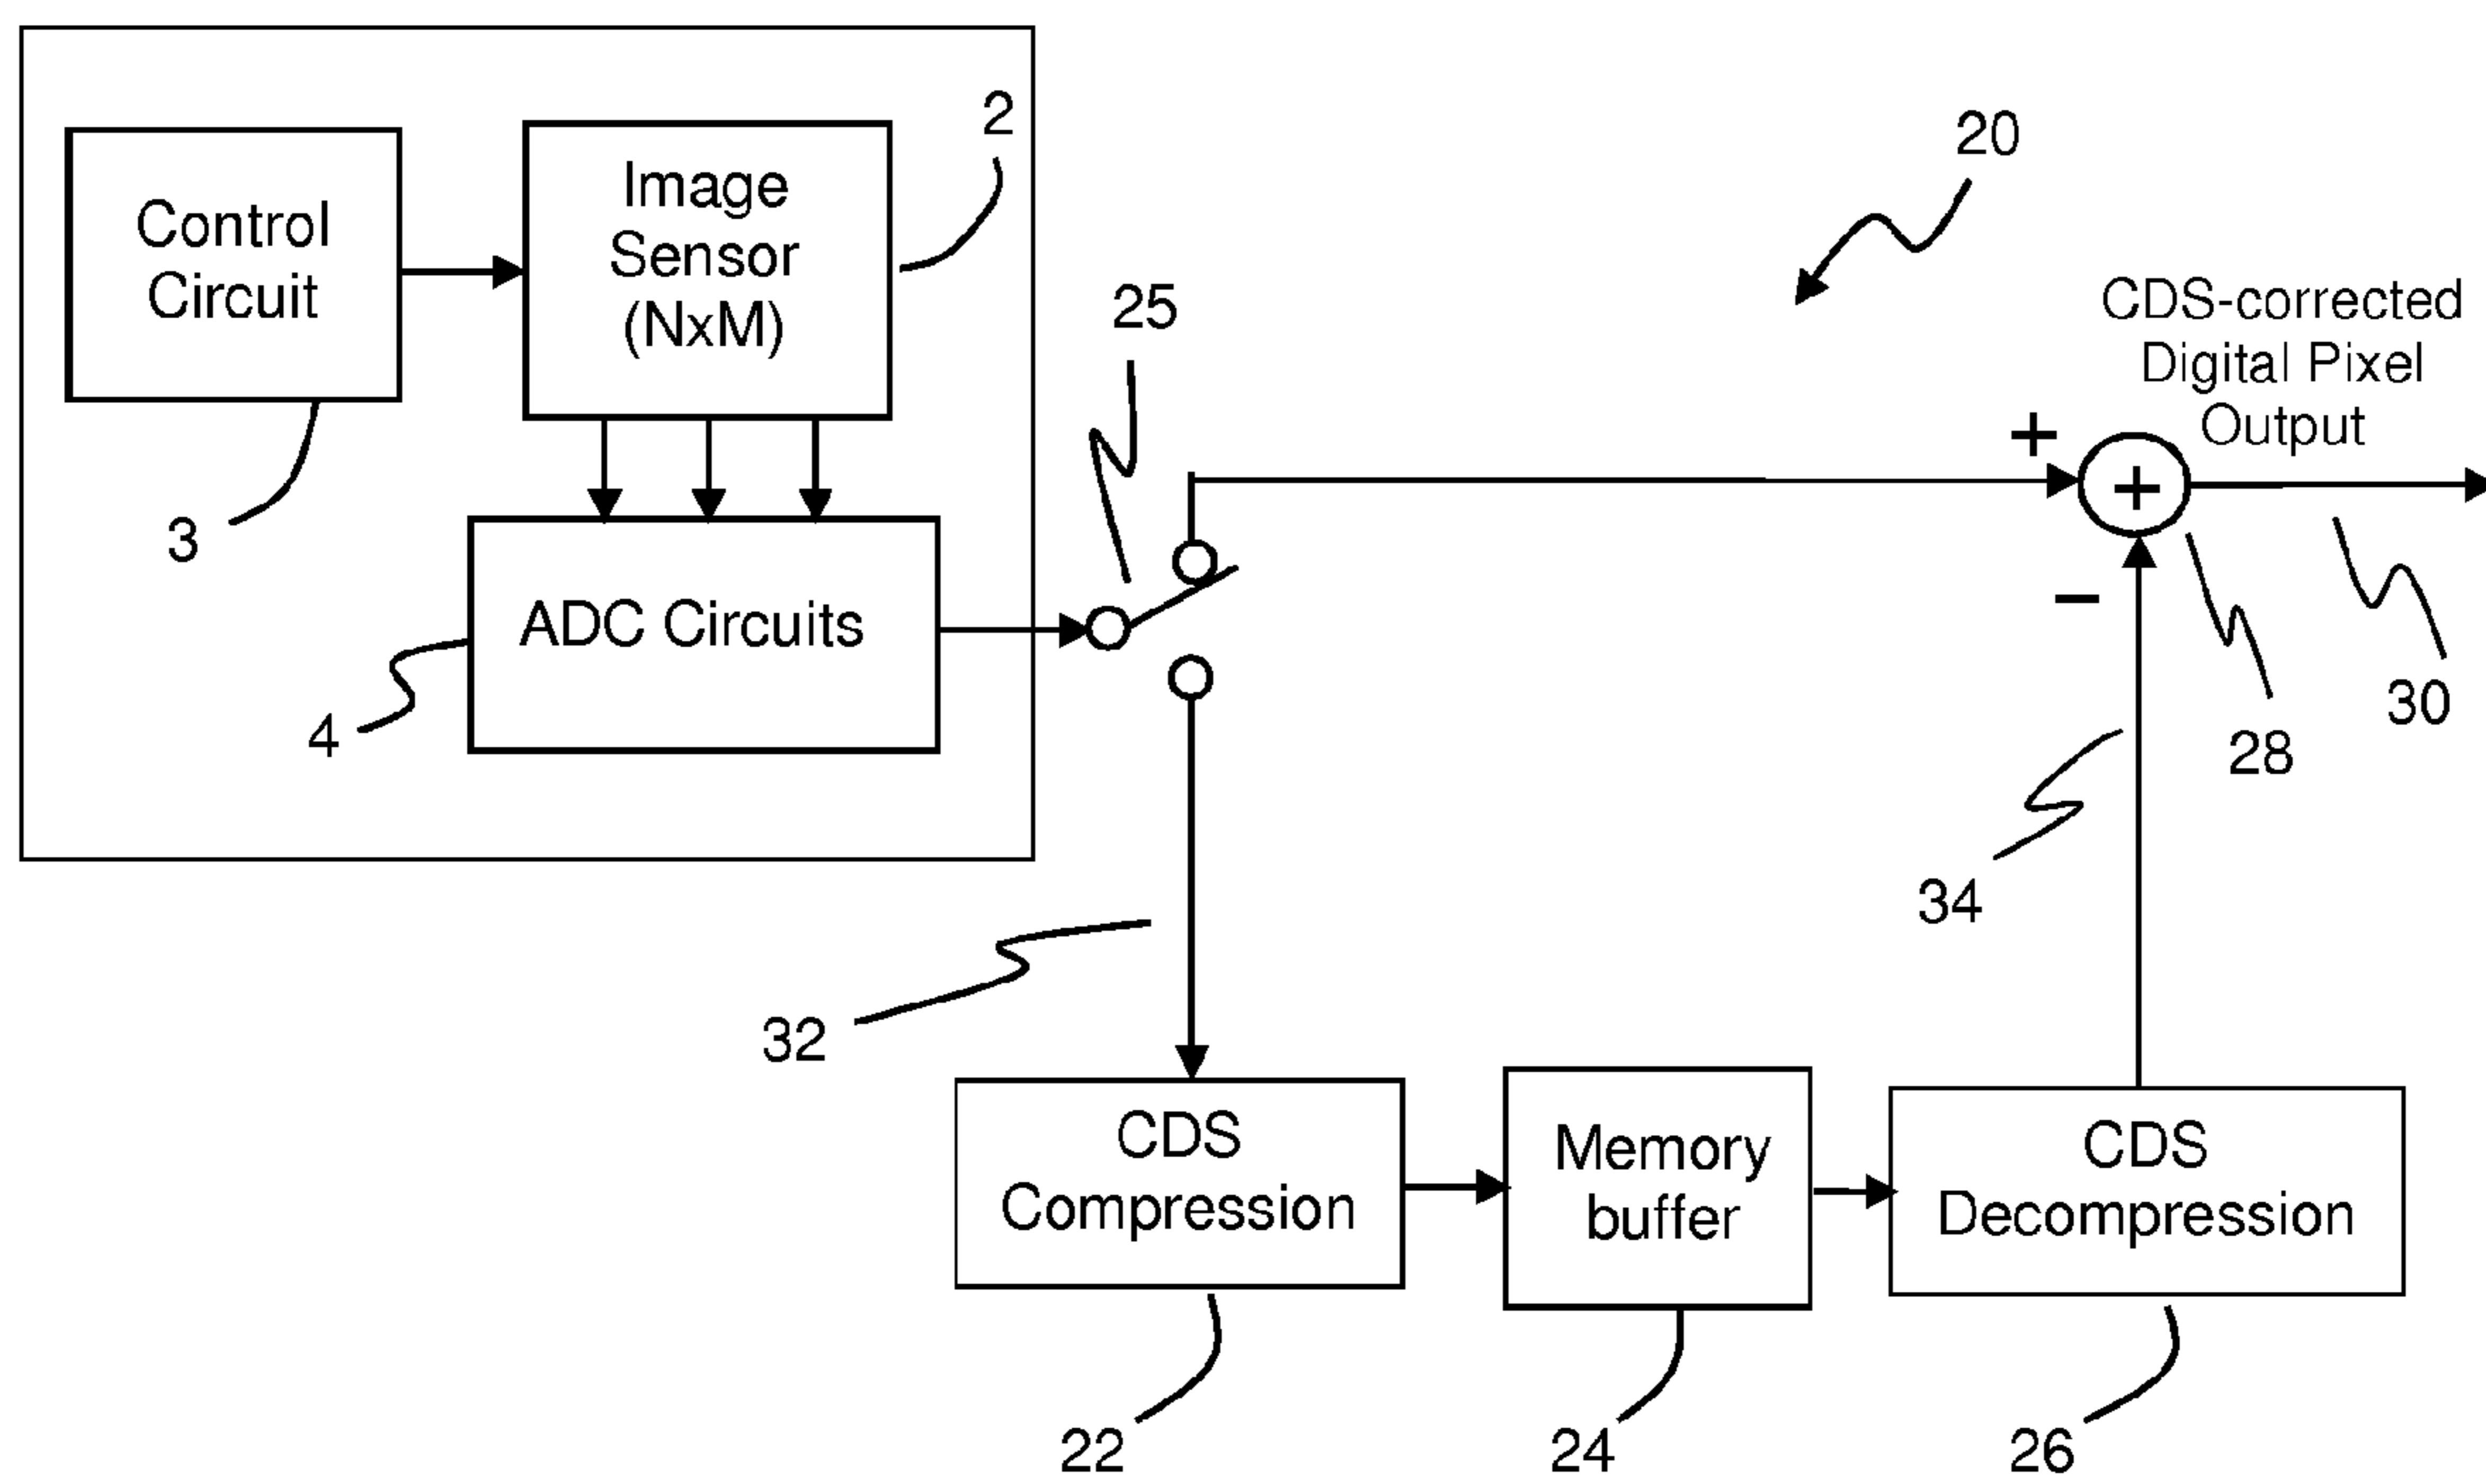 Control
Circuit
3
Image
Sensor
(NxM)
2
ADC Circuits
4
25
20
CDS-corrected
Digital Pixel
Output
+
+
−
28
30
34
32
CDS
Compression
22
Memory
buffer
24
CDS
Decompression
26